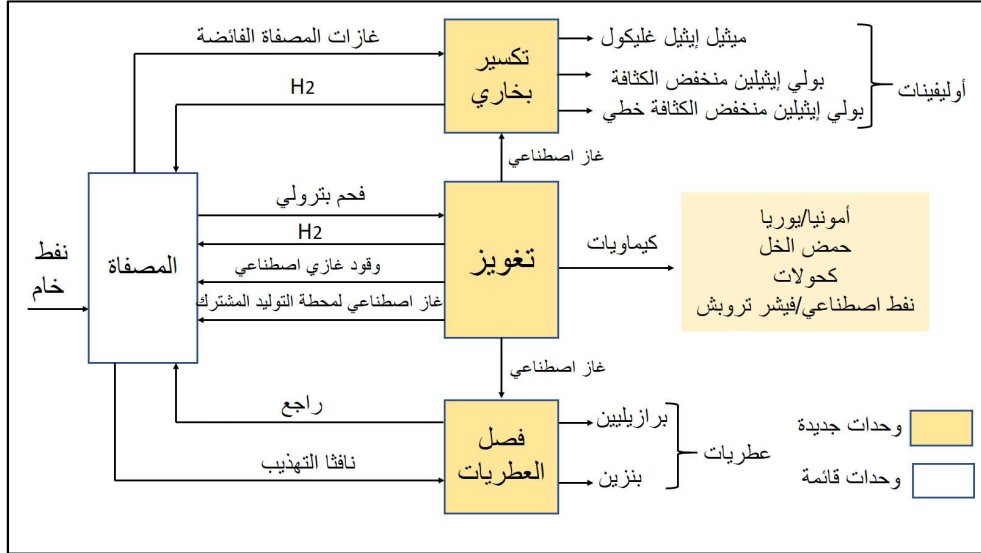 غازات المصفاة الفائضة
تكسير
بخاري
ميثيل إيثيل غليكول
بولي إيثيلين منخفض الكثافة
بولي إيثيلين منخفض الكثافة خطي
أوليفينات
H2
غاز اصطناعي
نفط
خام
المصفاة
فحم بترولي
H2
وقود غازي اصطناعي
غاز اصطناعي لمحطة التوليد المشترك
تغويز
كيماويات
أمونيا/يوريا
حمض الخل
كحولات
نفط اصطناعي/فيشر تروبش
غاز اصطناعي
راجع
نافثا التهذيب
فصل
العطريات
برازيليين
بنزين
عطريات
وحدات جديدة
وحدات قائمة